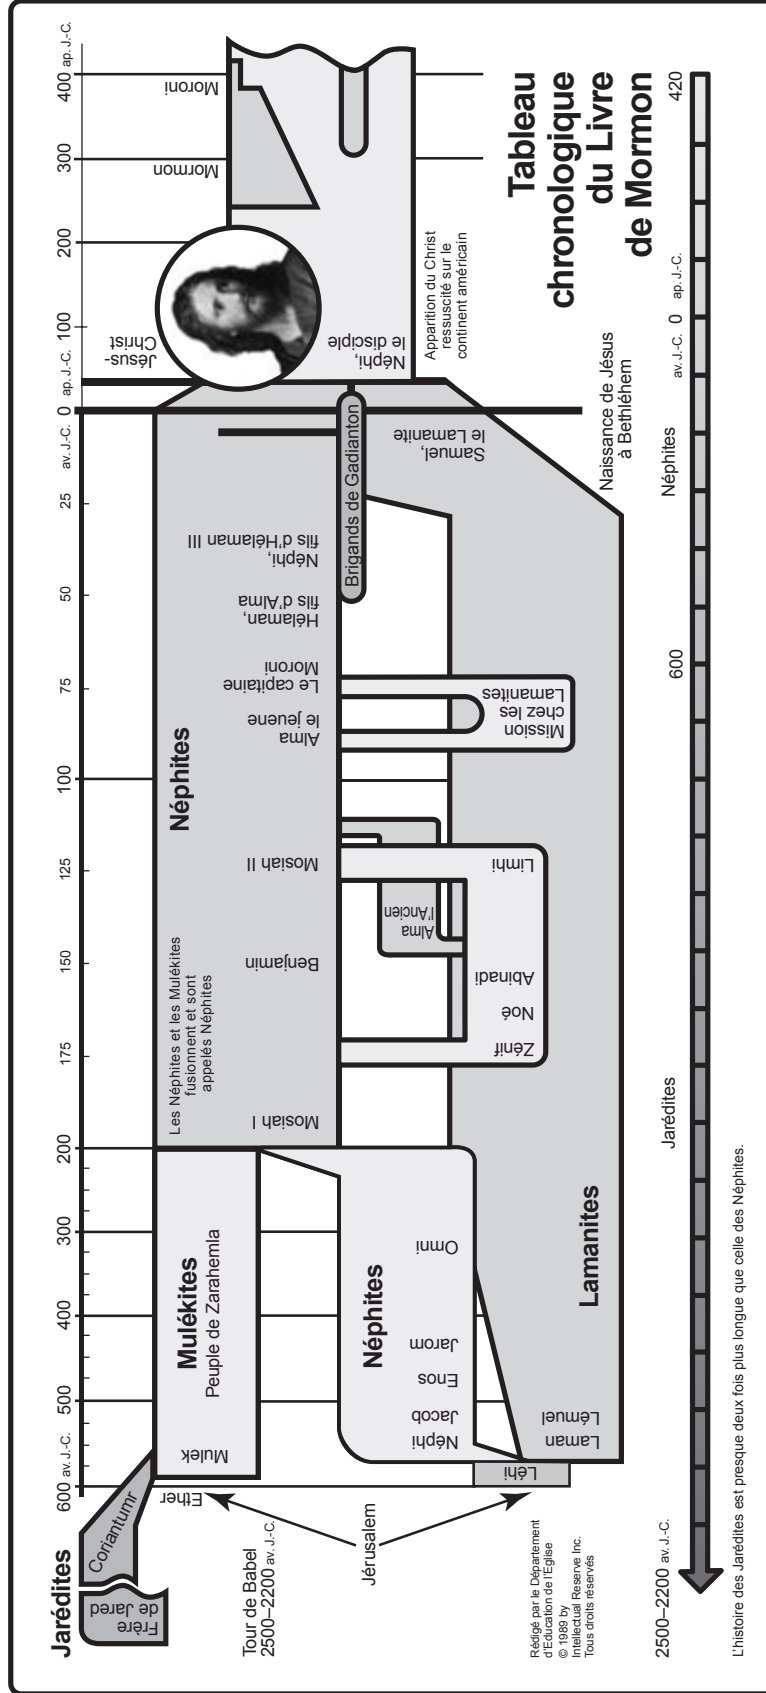 Tableau
chronologique
du Livre
de Mormon
Jarédites
Frère
de Jared
Coriantumr
Ether
Tour de Babel
2500–2200 av. J.-C.
Jérusalem
600 av. J.-C.
500
400
300
200
175
150
125
100
75
50
25
av. J.-C.
0
ap. J.-C.
100
200
300
400 ap. J.-C.
Mulékites
Peuple de Zarahemla
Mulek
Néphites
Néphi
Jacob
Enos
Jarom
Omni
Léhi
Laman
Lémuel
Lamanites
Les Néphites et les Mulékites
fusionnent et sont
appelés Néphites
Néphites
Mosiah I
Benjamin
Mosiah II
Alma
le jeuene
Le capitaine
Moroni
Hélaman,
fils d'Alma
Néphi,
fils d'Hélaman III
Zénif
Noé
Abinadi
Limhi
Alma
l'Ancien
Mission
chez les
Lamanites
Brigands de Gadianton
Samuel,
le Lamanite
Jésus-
Christ
Néphi,
le disciple
Mormon
Moroni
Apparition du Christ
ressuscité sur le
continent américain
Naissance de Jésus
à Bethléhem
Rédigé par le Département
d'Education de l'Eglise
© 1989 by
Intellectual Reserve Inc.
Tous droits réservés
2500–2200 av. J.-C.
Jarédites
600
Néphites
av. J.-C. 0 ap. J.-C.
420
L'histoire des Jarédites est presque deux fois plus longue que celle des Néphites.